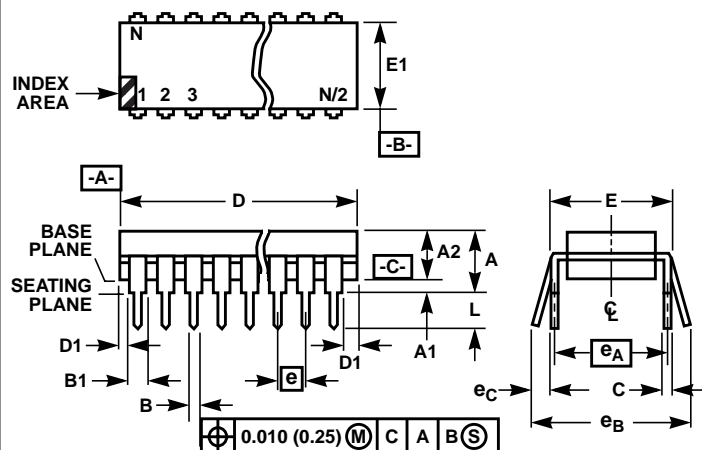 N
E1
INDEX
AREA
1 2 3 N/2
-B-
-A-
D
E
BASE
PLANE
A2
A
-C-
SEATING
PLANE
L
CL
D1
A1
D1
eA
B1
e
eC
C
B
eB
0.010 (0.25) M C A B S